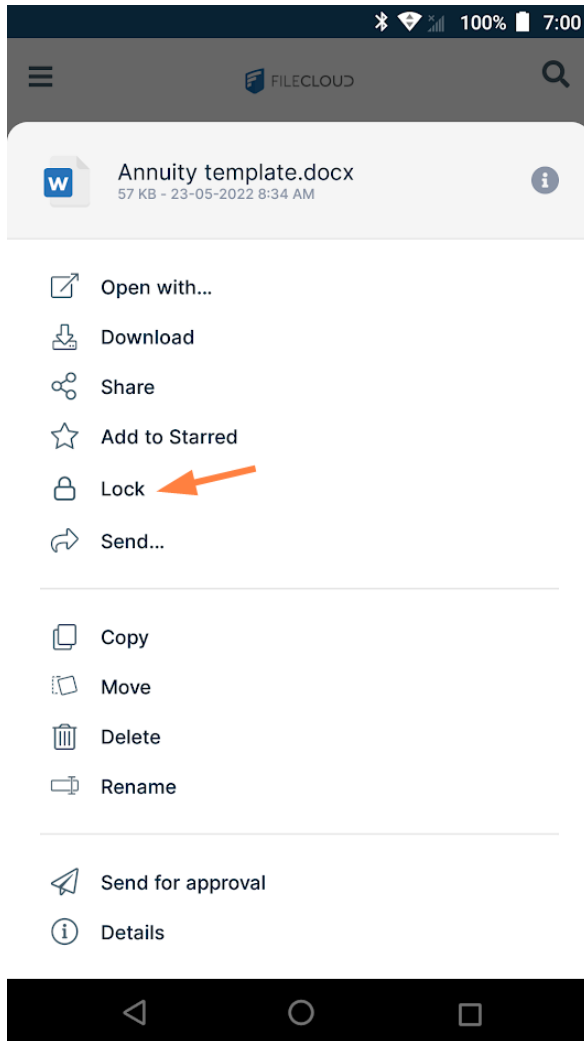 100% 7:00
FILECLOUD
W
Annuity template.docx
57 KB - 23-05-2022 8:34 AM
Open with...
Download
Share
Add to Starred
Lock
Send...
Copy
Move
Delete
Rename
Send for approval
Details